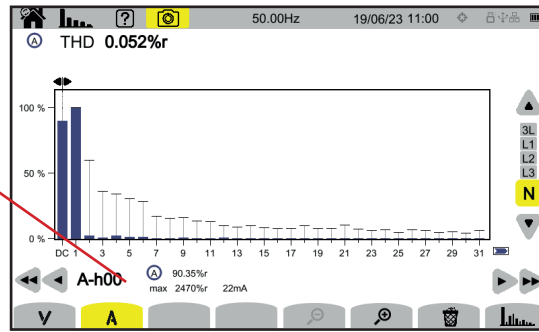 ? 50.00Hz 19/06/23 11:00
A THD 0.052%r
100 %
50 %
0 %
DC 1 3 5 7 9 11 13 15 17 19 21 23 25 27 29 31
3L
L1
L2
L3
N
A-h00 A 90.35%r
max 2470%r 22mA
V A